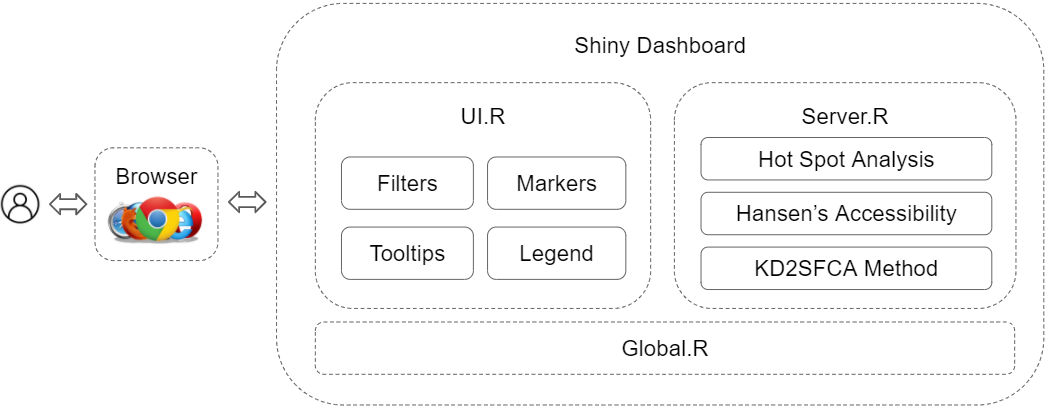 Shiny Dashboard
UI.R
Server.R
Browser
Filters
Markers
Tooltips
Legend
Hot Spot Analysis
Hansen’s Accessibility
KD2SFCA Method
Global.R